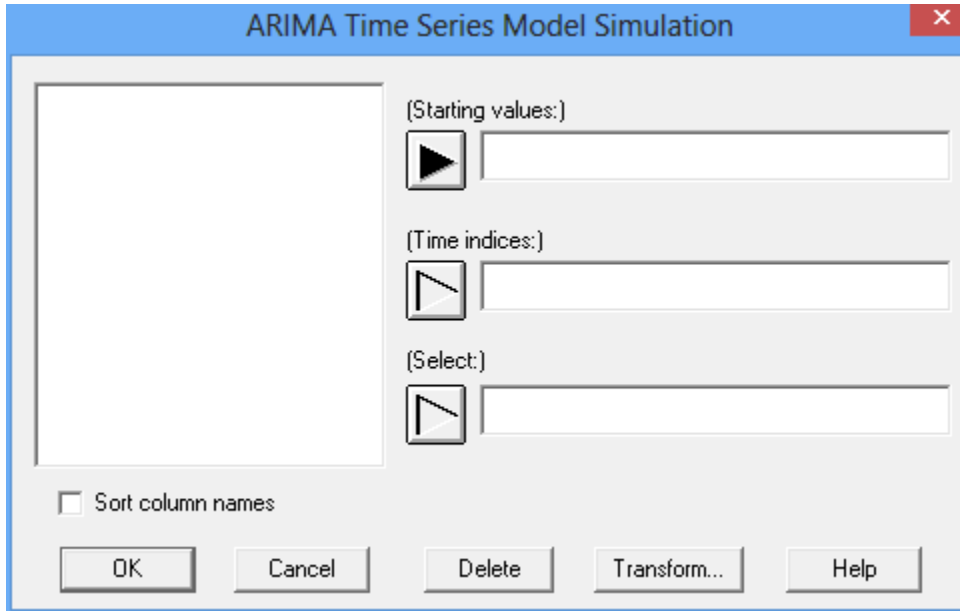 ARIMA Time Series Model Simulation
(Starting values:)
(Time indices:)
(Select:)
Sort column names
OK
Cancel
Delete
Transform...
Help